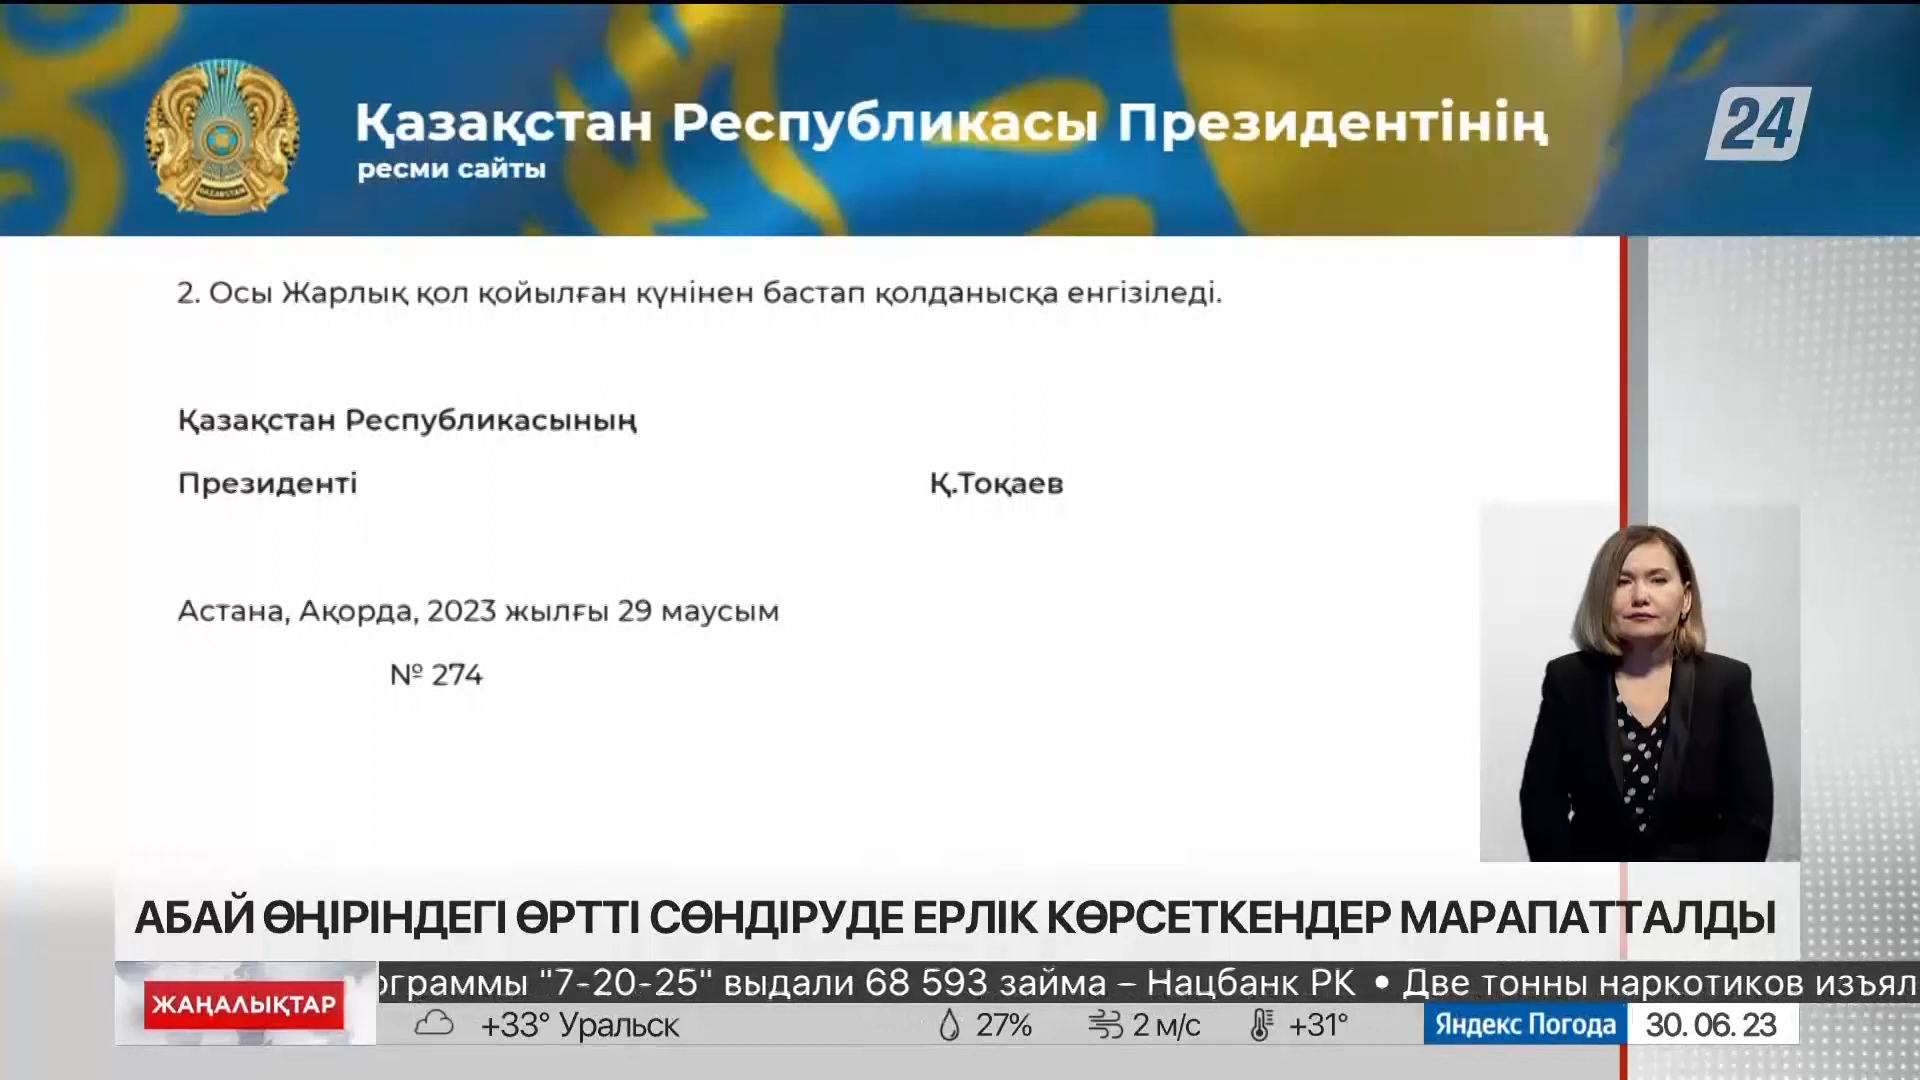 Қазақстан Республикасы Президентінің
ресми сайты
24
2. Осы Жарлық қол қойылған күнінен бастап қолданысқа енгізіледі.
Қазақстан Республикасының
Президенті Қ.Тоқаев
Астана, Ақорда, 2023 жылғы 29 маусым
№ 274
АБАЙ ӨҢІРІНДЕГІ ӨРТТІ СӨНДІРУДЕ ЕРЛІК КӨРСЕТКЕНДЕР МАРАПАТТАЛДЫ
ЖАҢАЛЫҚТАР
ограммы "7-20-25" выдали 68 593 займа – Нацбанк РК • Две тонны наркотиков изъял
+33° Уральск 27% 2 м/с +31° Яндекс Погода 30. 06. 23